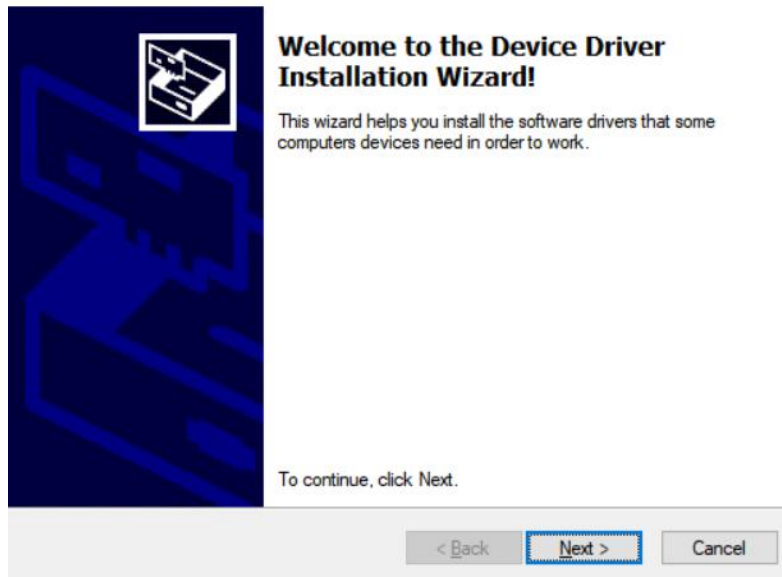 Welcome to the Device Driver
Installation Wizard!
This wizard helps you install the software drivers that some
computers devices need in order to work.
To continue, click Next.
< Back
Next >
Cancel